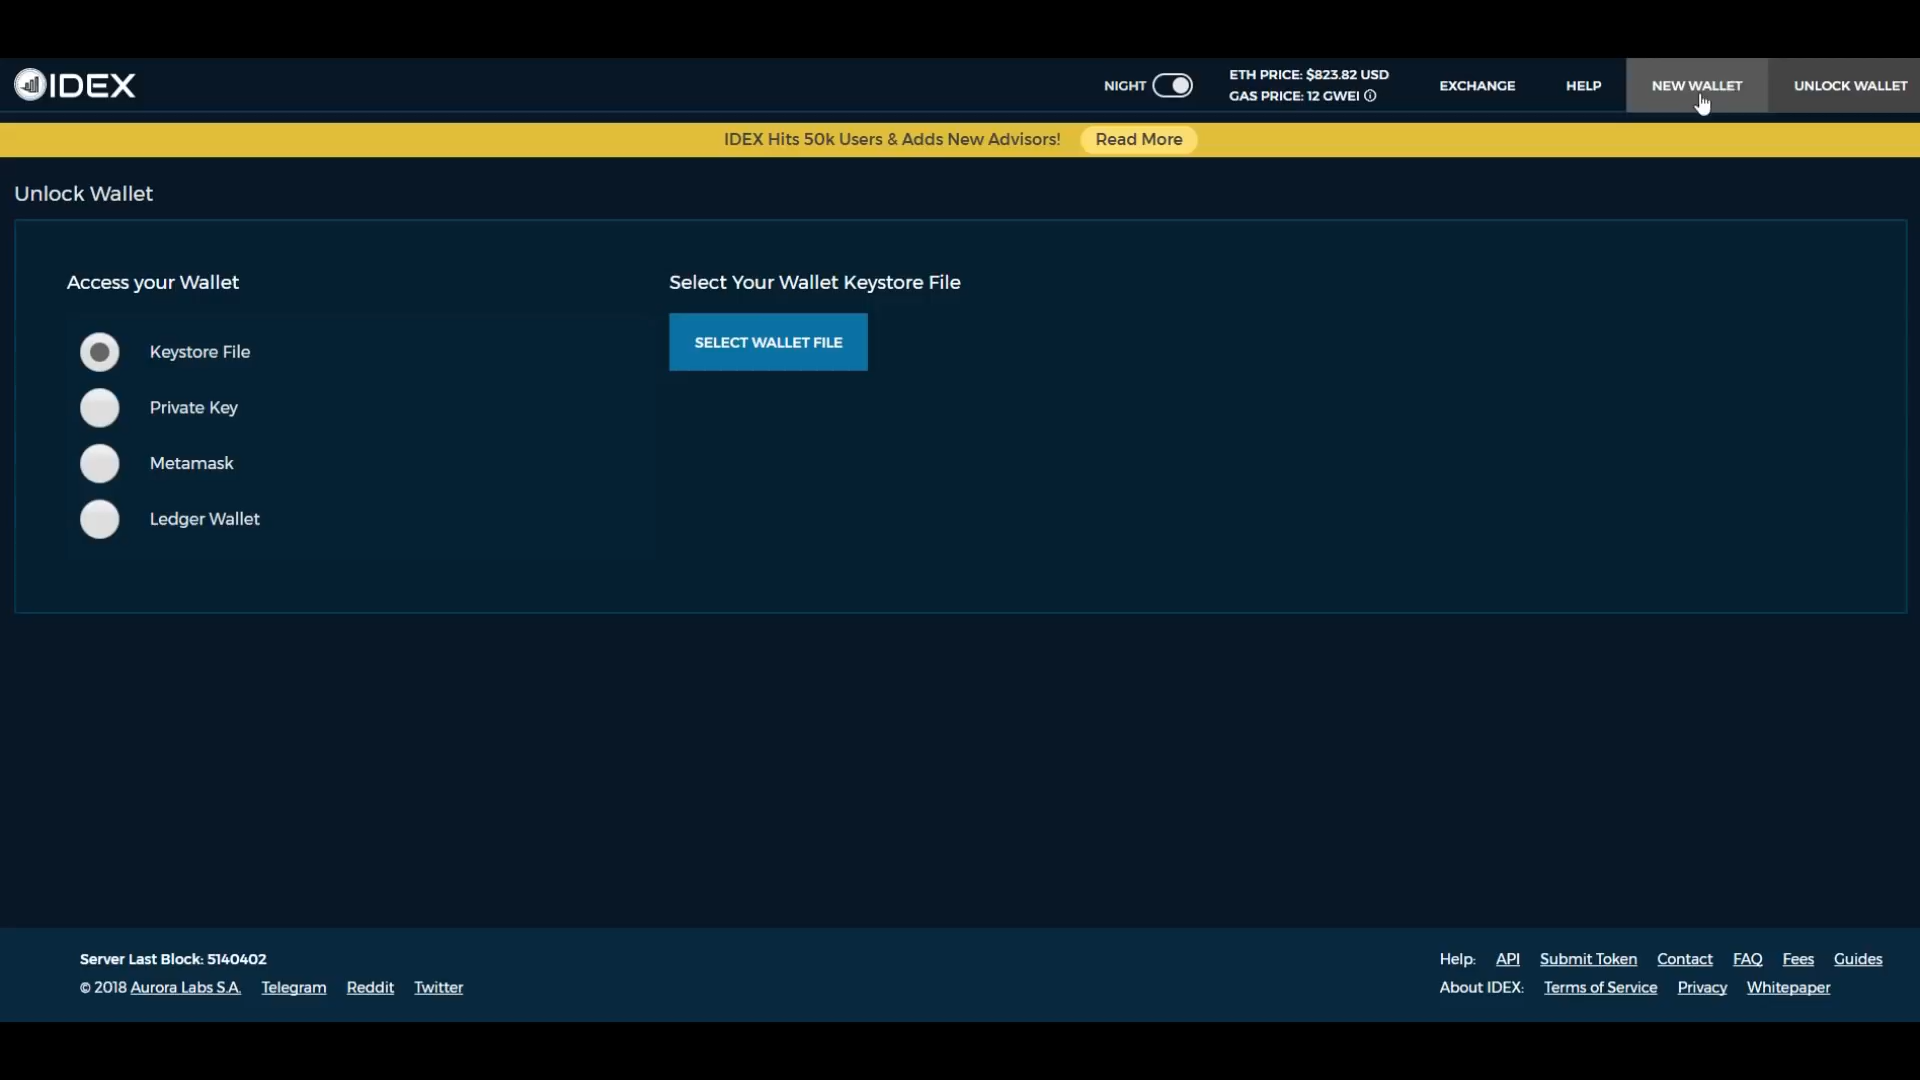 IDEX
NIGHT
ETH PRICE: $823.82 USD
GAS PRICE: 12 GWEI
EXCHANGE
HELP
NEW WALLET
UNLOCK WALLET
IDEX Hits 50k Users & Adds New Advisors! Read More
Unlock Wallet
Access your Wallet
Keystore File
Private Key
Metamask
Ledger Wallet
Select Your Wallet Keystore File
SELECT WALLET FILE
Server Last Block: 5140402
© 2018 Aurora Labs S.A. Telegram Reddit Twitter
Help: API Submit Token Contact FAQ Fees Guides
About IDEX: Terms of Service Privacy Whitepaper